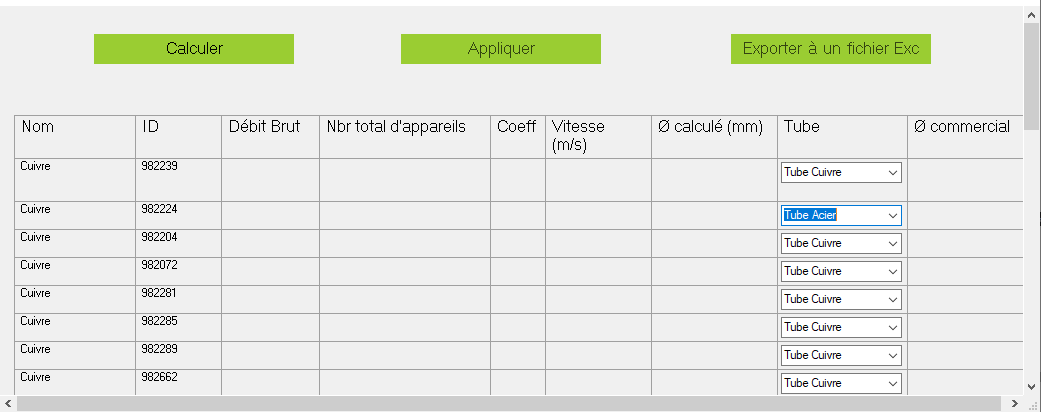 Calculer Appliquer Exporter à un fichier Exc
Nom ID Débit Brut Nbr total d'appareils Coeff Vitesse (m/s) Ø calculé (mm) Tube Ø commercial
Cuivre 982239 Tube Cuivre
Cuivre 982224 Tube Acier
Cuivre 982204 Tube Cuivre
Cuivre 982072 Tube Cuivre
Cuivre 982281 Tube Cuivre
Cuivre 982285 Tube Cuivre
Cuivre 982289 Tube Cuivre
Cuivre 982662 Tube Cuivre